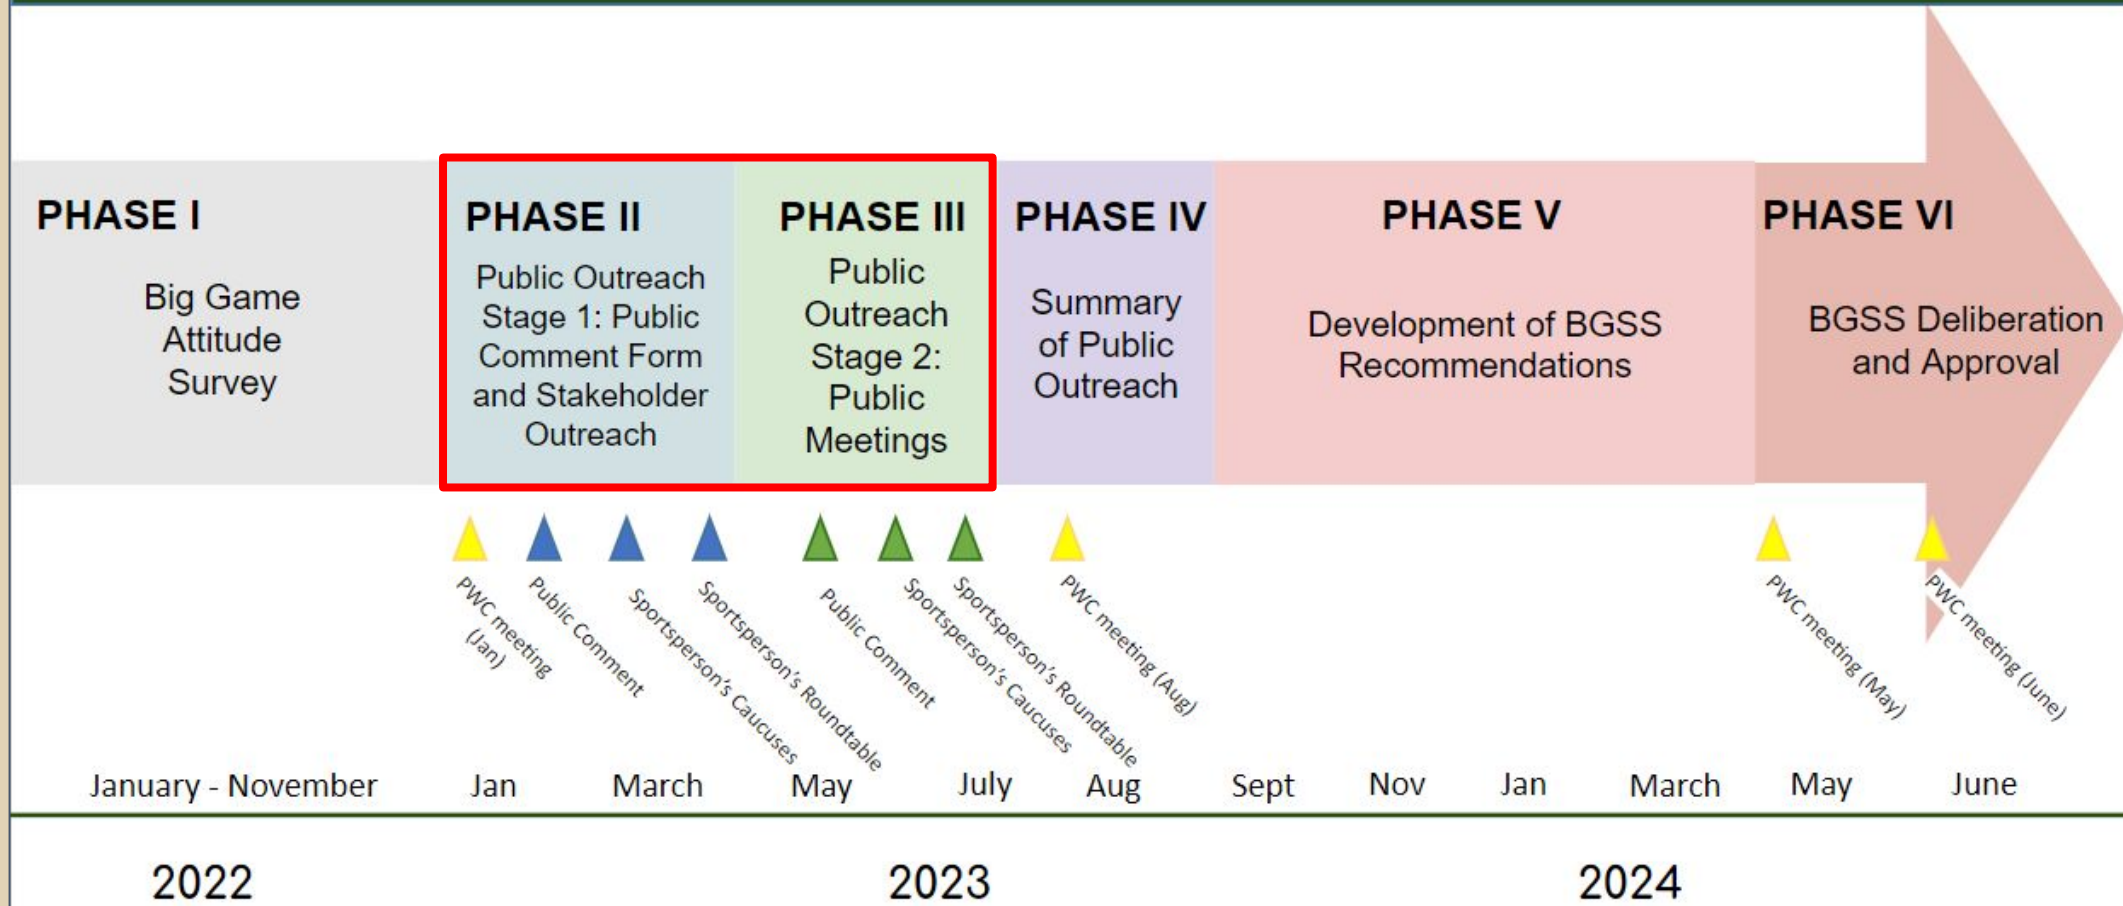 PHASE I
Big Game
Attitude
Survey
PHASE II
Public Outreach
Stage 1: Public
Comment Form
and Stakeholder
Outreach
PHASE III
Public
Outreach
Stage 2:
Public
Meetings
PHASE IV
Summary
of Public
Outreach
PHASE V
Development of BGSS
Recommendations
PHASE VI
BGSS Deliberation
and Approval
PWC meeting
(Jan)
Public Comment
Sportsperson's Caucuses
Sportsperson's Roundtable
Public Comment
Sportsperson's Caucuses
Sportsperson's Roundtable
PWC meeting (Aug)
PWC meeting (May)
PWC meeting (June)
January - November Jan March May July Aug Sept Nov Jan March May June
2022 2023 2024